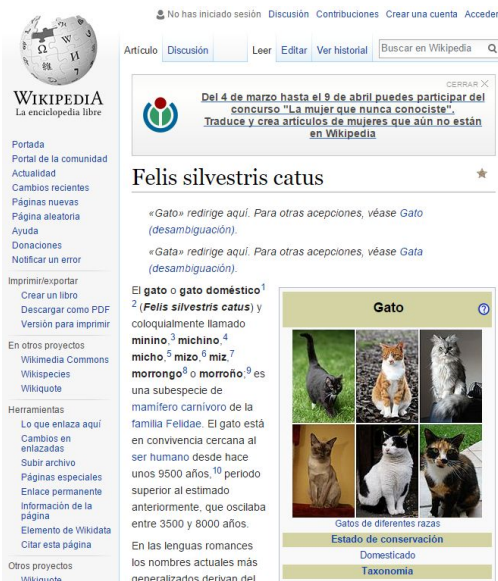 No has iniciado sesión Discusión Contribuciones Crear una cuenta Acceder
Artículo Discusión Leer Editar Ver historial Buscar en Wikipedia
WIKIPEDIA
La enciclopedia libre
Portada
Portal de la comunidad
Actualidad
Cambios recientes
Páginas nuevas
Página aleatoria
Ayuda
Donaciones
Notificar un error
Imprimir/exportar
Crear un libro
Descargar como PDF
Versión para imprimir
En otros proyectos
Wikimedia Commons
Wikispecies
Wikiquote
Herramientas
Lo que enlaza aquí
Cambios en
enlazadas
Subir archivo
Páginas especiales
Enlace permanente
Información de la
página
Elemento de Wikidata
Citar esta página
Otros proyectos
Wikiquote
CERRAR
Del 4 de marzo hasta el 9 de abril puedes participar del
concurso "La mujer que nunca conociste".
Traduce y crea artículos de mujeres que aún no están
en Wikipedia
Felis silvestris catus
«Gato» redirige aquí. Para otras acepciones, véase Gato
(desambiguación).
«Gata» redirige aquí. Para otras acepciones, véase Gata
(desambiguación).
El gato o gato doméstico1
2 (Felis silvestris catus) y
coloquialmente llamado
minino,3 michino,4
micho,5 mizo,6 miz,7
morrongo8 o morroño,9 es
una subespecie de
mamífero carnívoro de la
familia Felidae. El gato está
en convivencia cercana al
ser humano desde hace
unos 9500 años,10 periodo
superior al estimado
anteriormente, que oscilaba
entre 3500 y 8000 años.
En las lenguas romances
los nombres actuales más
generalizados derivan del
Gato
Gatos de diferentes razas
Estado de conservación
Domesticado
Taxonomía